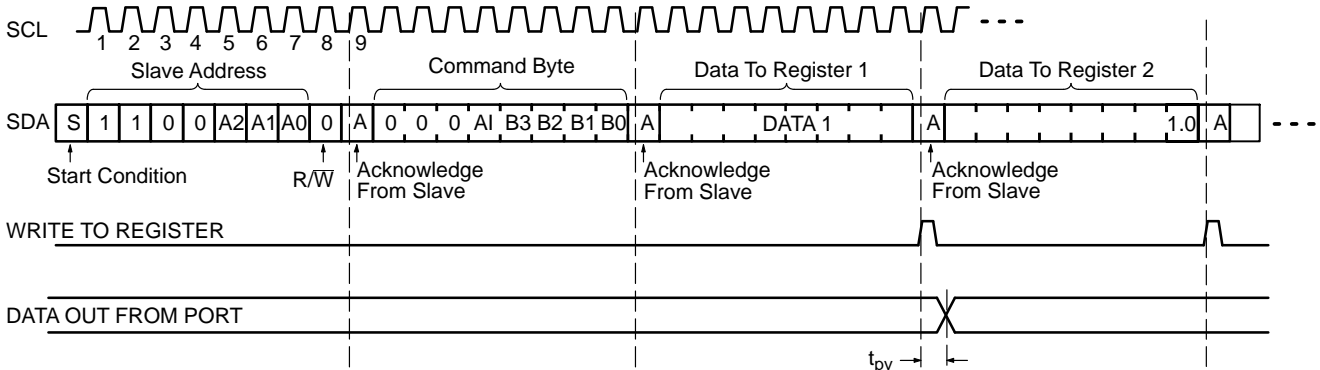 SCL
1 2 3 4 5 6 7 8 9
Slave Address Command Byte Data To Register 1 Data To Register 2
SDA S 1 1 0 0 A2 A1 A0 0 A 0 0 0 AI B3 B2 B1 B0 A DATA 1 A 1.0 A
Start Condition R/W̅ Acknowledge From Slave Acknowledge From Slave Acknowledge From Slave
WRITE TO REGISTER
DATA OUT FROM PORT
tpv